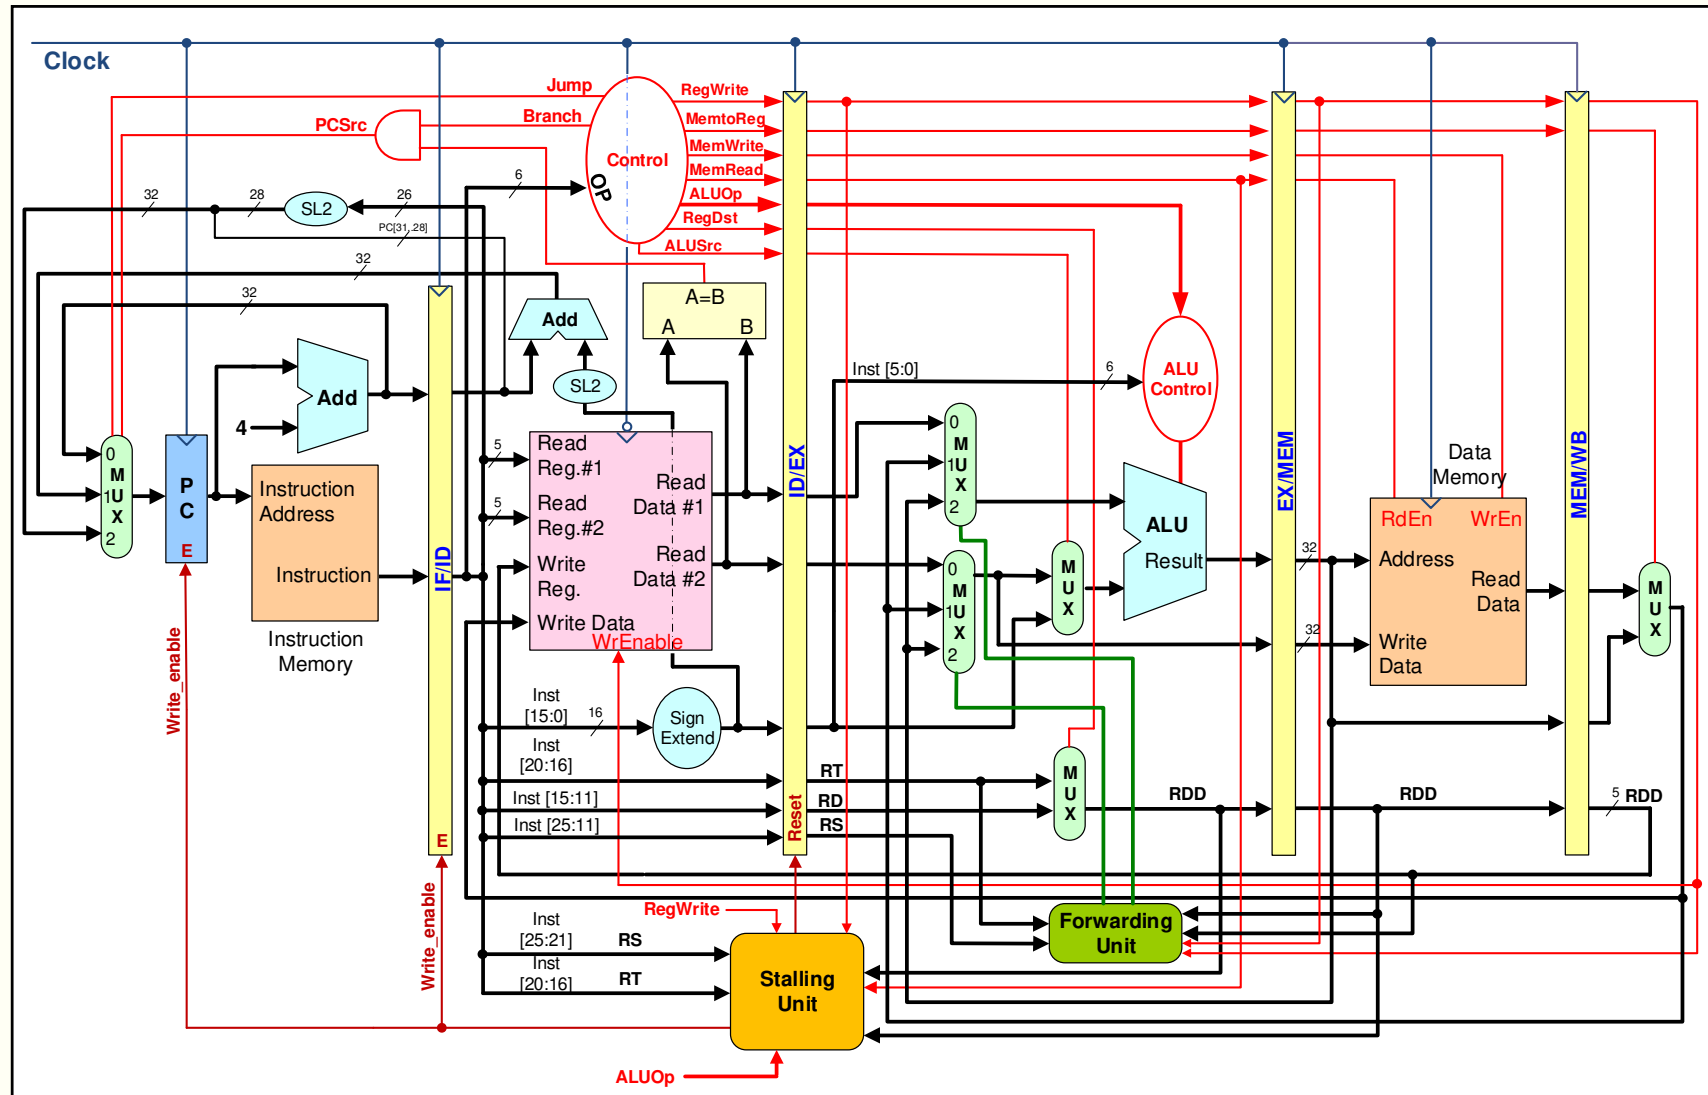 Clock
Jump
Branch
PCSrc
Control
OP
RegWrite
MemtoReg
MemWrite
MemRead
ALUOp
RegDst
ALUSrc
6
32
28
SL2
26
PC[31..28]
32
32
Add
A=B
A
B
SL2
Add
4
0
1
2
M
U
X
P
C
E
Instruction
Address
Instruction
Instruction
Memory
IF/ID
E
5
5
Read
Reg.#1
Read
Reg.#2
Write
Reg.
Write Data
Read
Data #1
Read
Data #2
WrEnable
ID/EX
Reset
Inst [5:0]
6
ALU
Control
0
M
1U
X
2
0
M
1U
X
2
M
U
X
ALU
Result
EX/MEM
32
32
Data
Memory
RdEn
WrEn
Address
Read
Data
Write
Data
MEM/WB
M
U
X
Write_enable
Inst
[15:0]
16
Sign
Extend
Inst
[20:16]
Inst [15:11]
Inst [25:11]
RT
RD
RS
M
U
X
RDD
RDD
5
RDD
Write_enable
RegWrite
Inst
[25:21]
RS
Inst
[20:16]
RT
Stalling
Unit
Forwarding
Unit
ALUOp